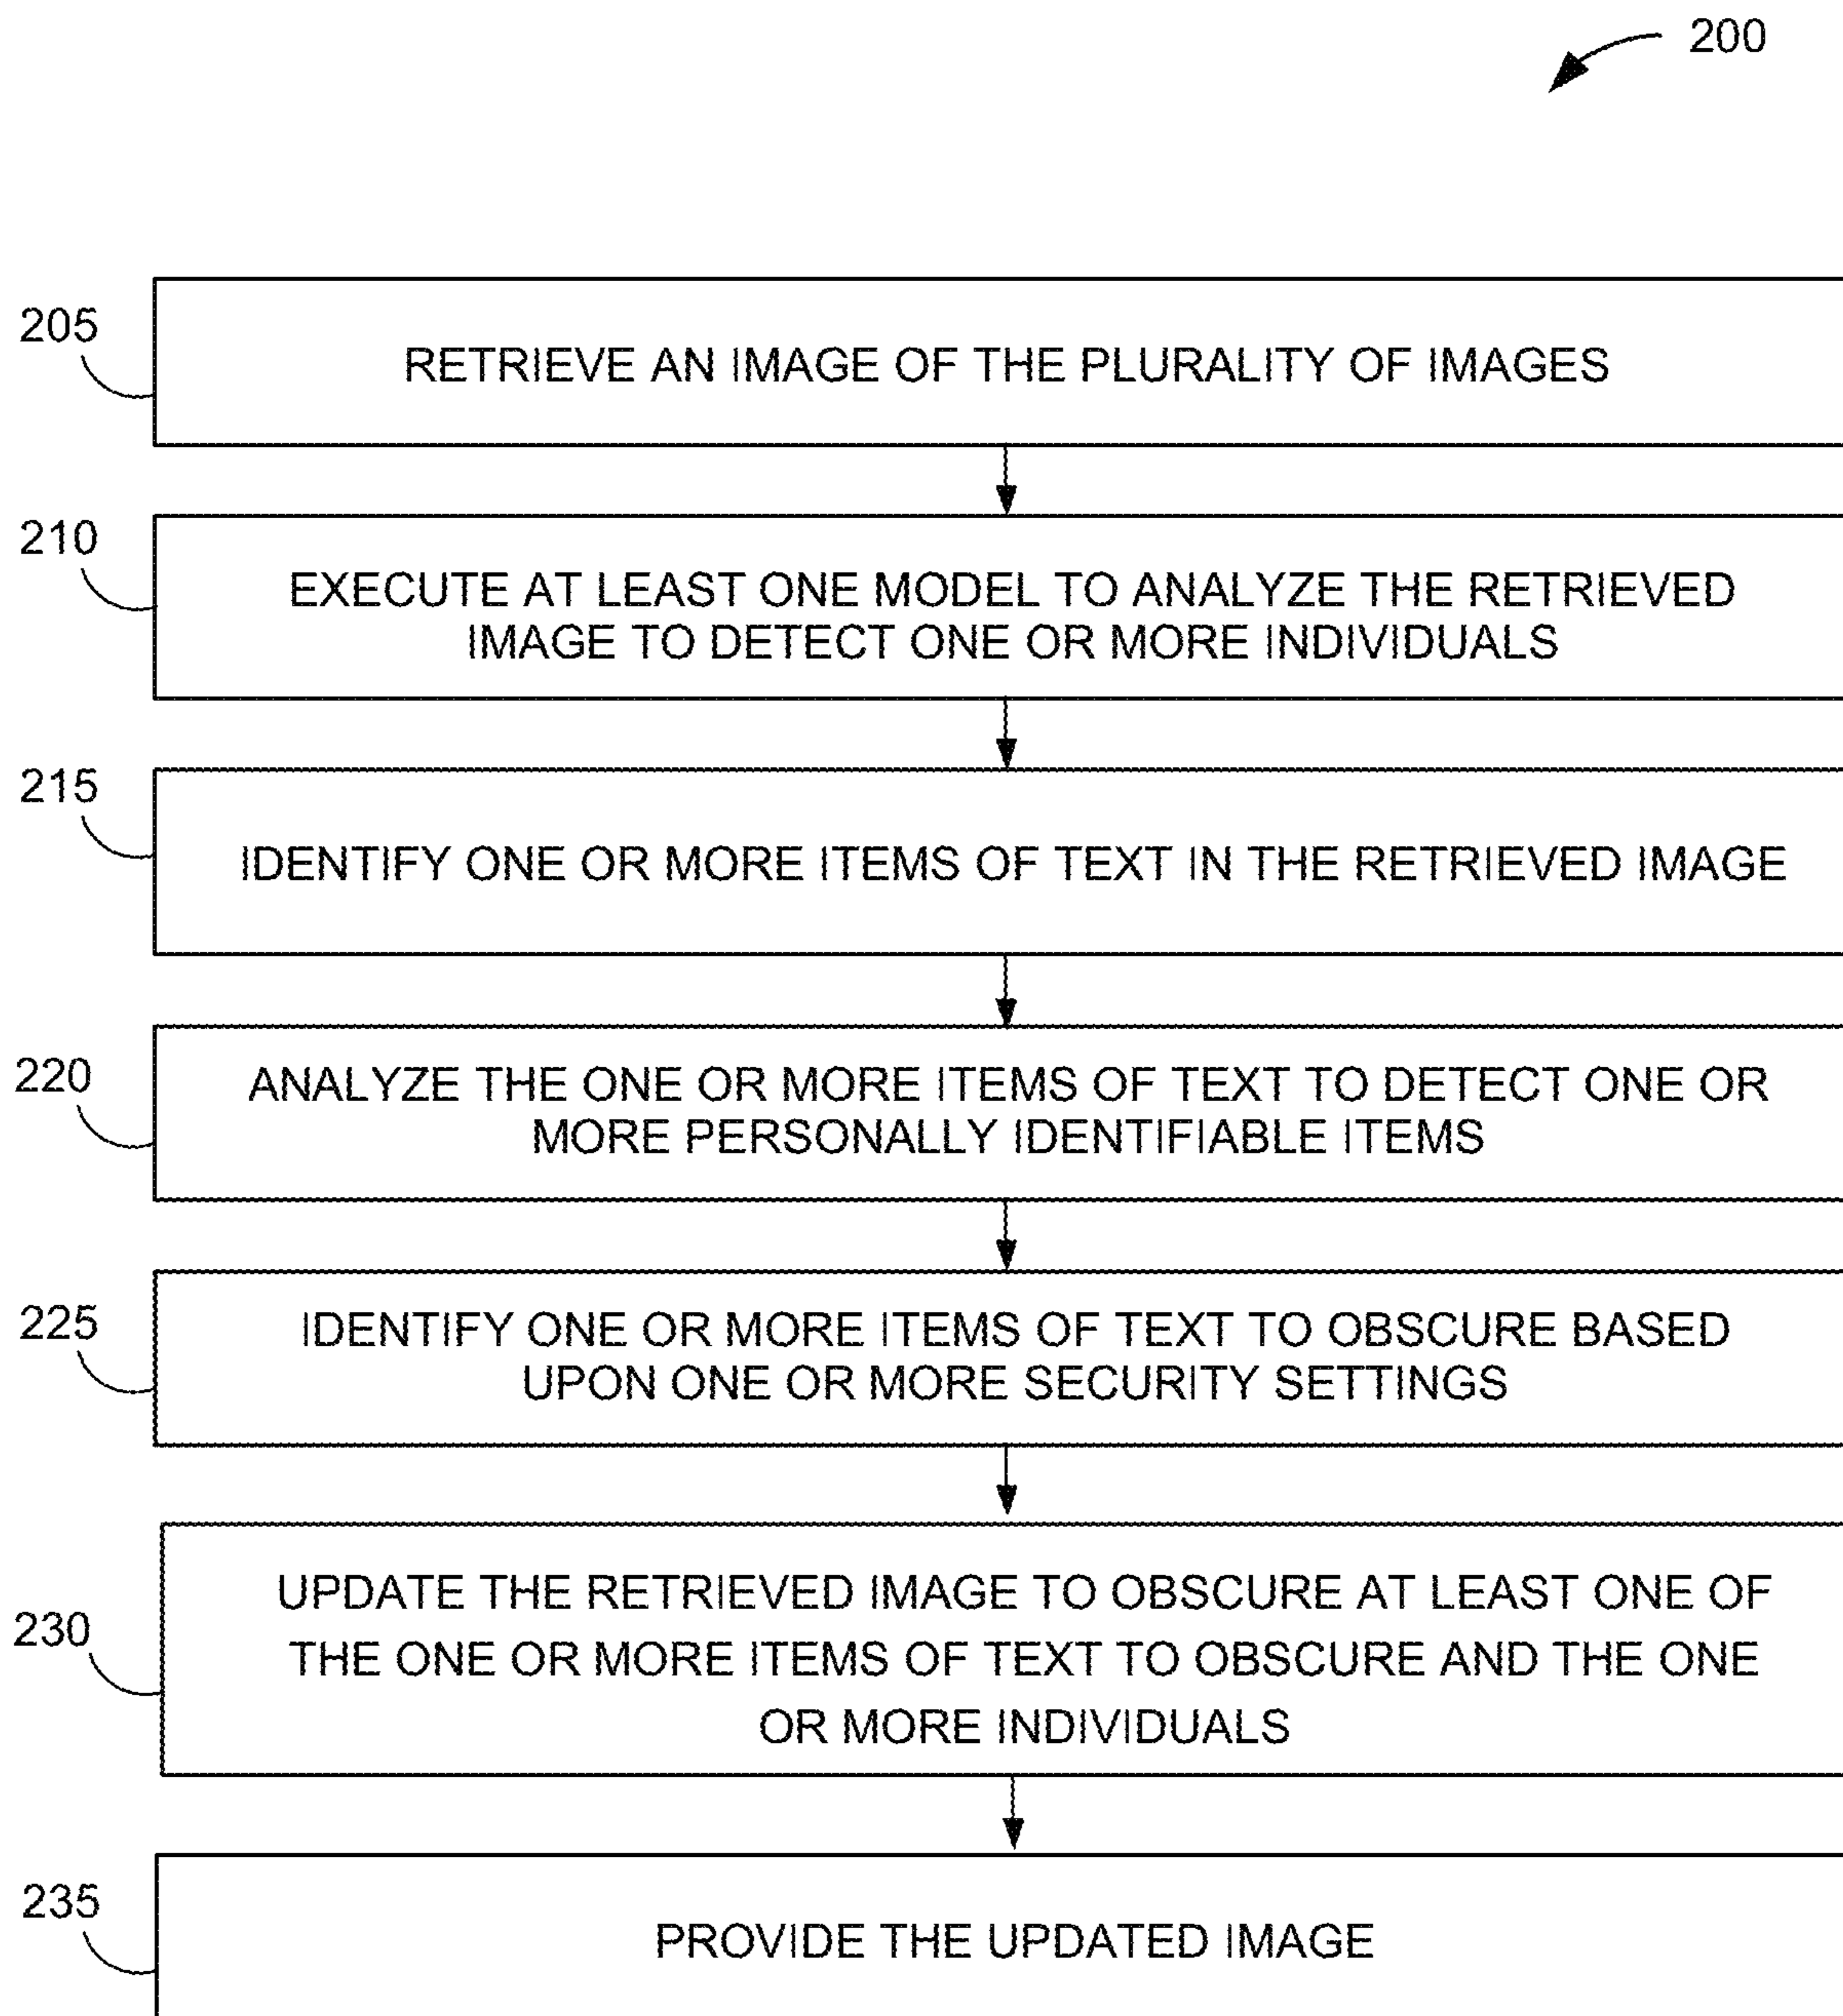 200
205
RETRIEVE AN IMAGE OF THE PLURALITY OF IMAGES
210
EXECUTE AT LEAST ONE MODEL TO ANALYZE THE RETRIEVED
IMAGE TO DETECT ONE OR MORE INDIVIDUALS
215
IDENTIFY ONE OR MORE ITEMS OF TEXT IN THE RETRIEVED IMAGE
220
ANALYZE THE ONE OR MORE ITEMS OF TEXT TO DETECT ONE OR
MORE PERSONALLY IDENTIFIABLE ITEMS
225
IDENTIFY ONE OR MORE ITEMS OF TEXT TO OBSCURE BASED
UPON ONE OR MORE SECURITY SETTINGS
230
UPDATE THE RETRIEVED IMAGE TO OBSCURE AT LEAST ONE OF
THE ONE OR MORE ITEMS OF TEXT TO OBSCURE AND THE ONE
OR MORE INDIVIDUALS
235
PROVIDE THE UPDATED IMAGE